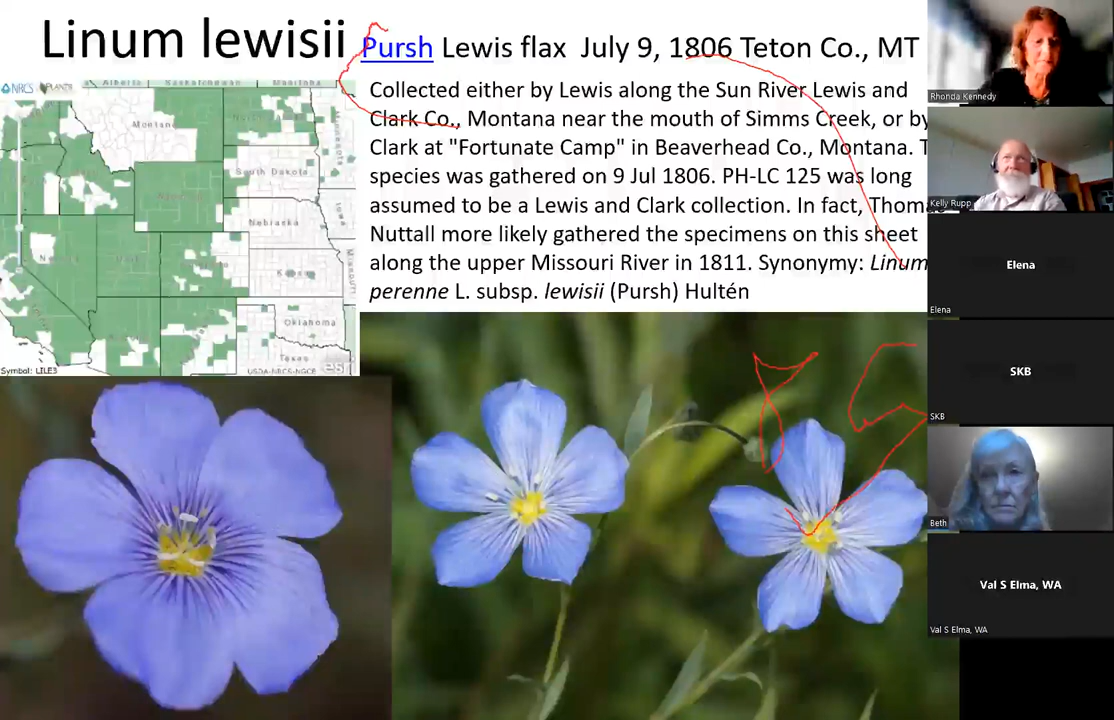 Linum lewisii Pursh Lewis flax July 9, 1806 Teton Co., MT
Collected either by Lewis along the Sun River Lewis and
Clark Co., Montana near the mouth of Simms Creek, or by
Clark at "Fortunate Camp" in Beaverhead Co., Montana. T
species was gathered on 9 Jul 1806. PH-LC 125 was long
assumed to be a Lewis and Clark collection. In fact, Thomas
Nuttall more likely gathered the specimens on this sheet
along the upper Missouri River in 1811. Synonymy: Linum
perenne L. subsp. lewisii (Pursh) Hultén
NRCS PLANTS
Alberta Saskatchewan Manitoba
Montana
South Dakota
Nebraska
Oklahoma
Texas
Symbol: LILE3
USDA-NRCS-NGCE
esri
Rhonda Kennedy
Kelly Rupp
Elena
Elena
SKB
SKB
Beth
Val S Elma, WA
Val S Elma, WA